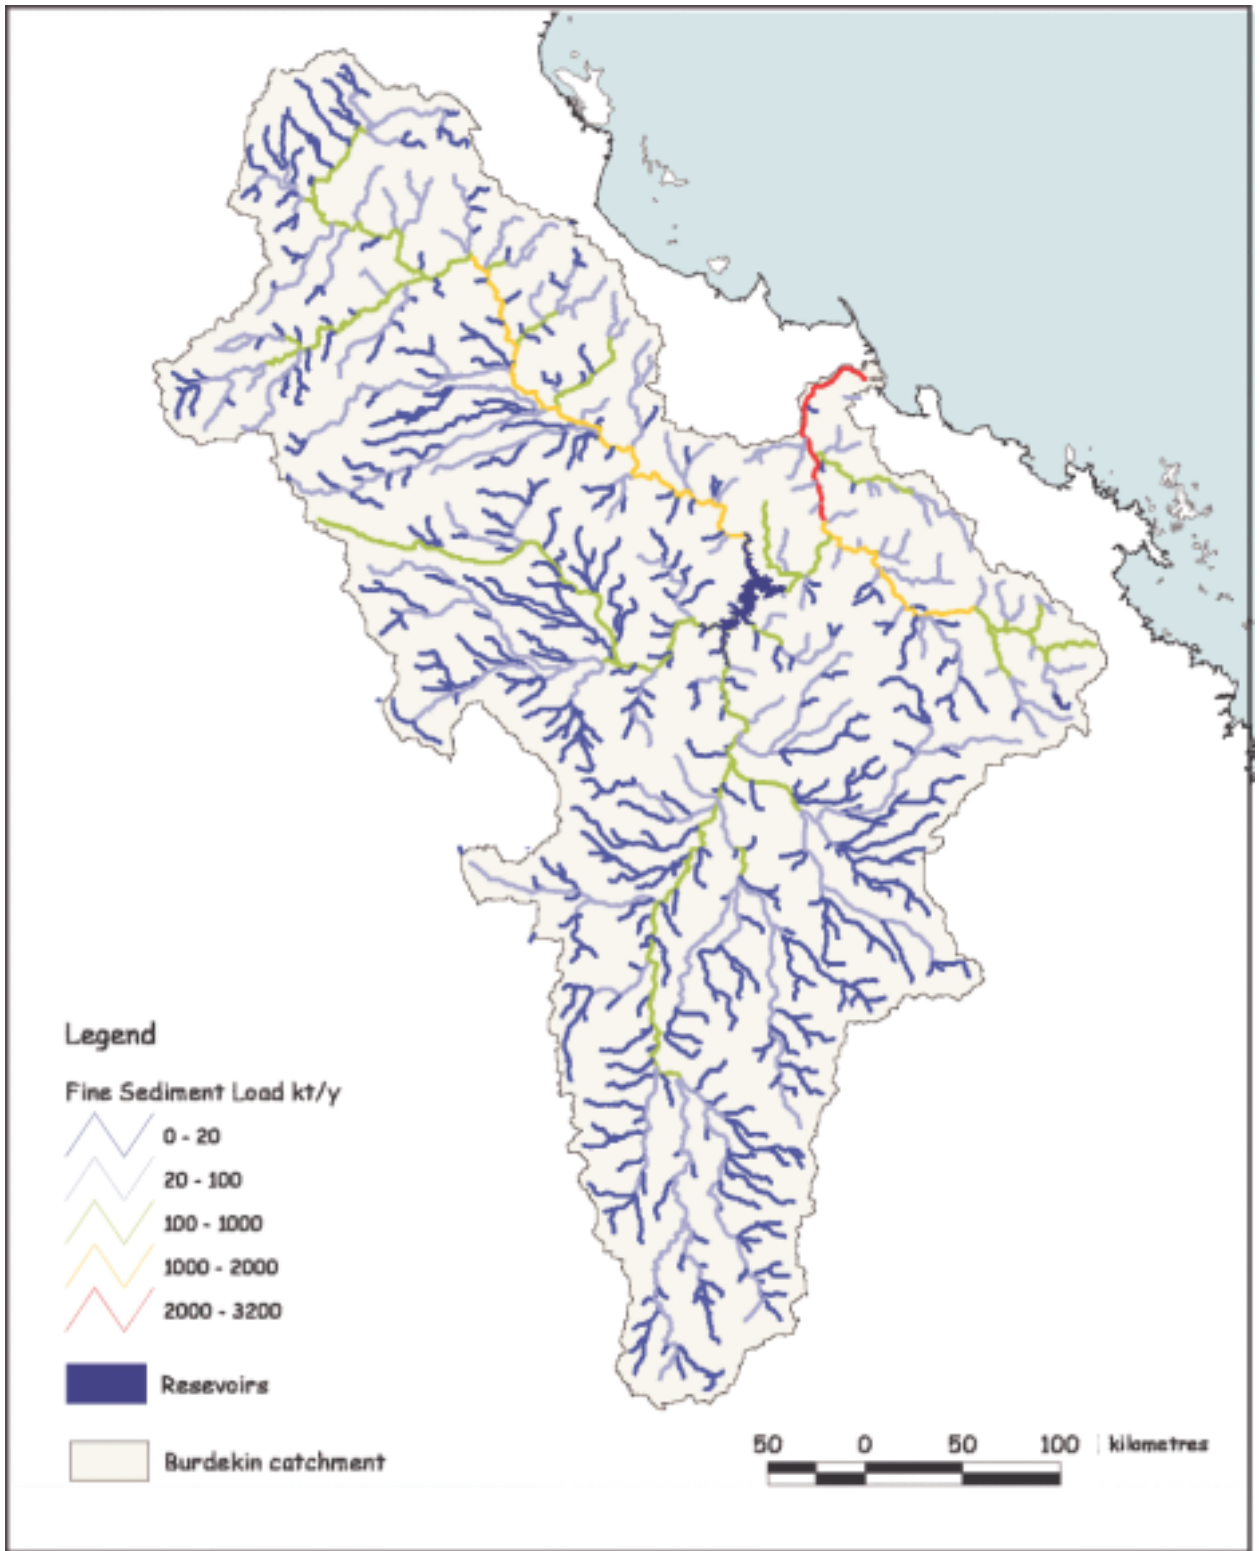 Legend
Fine Sediment Load kt/y
0 - 20
20 - 100
100 - 1000
1000 - 2000
2000 - 3200
Resevoirs
Burdekin catchment
50 0 50 100 kilometres